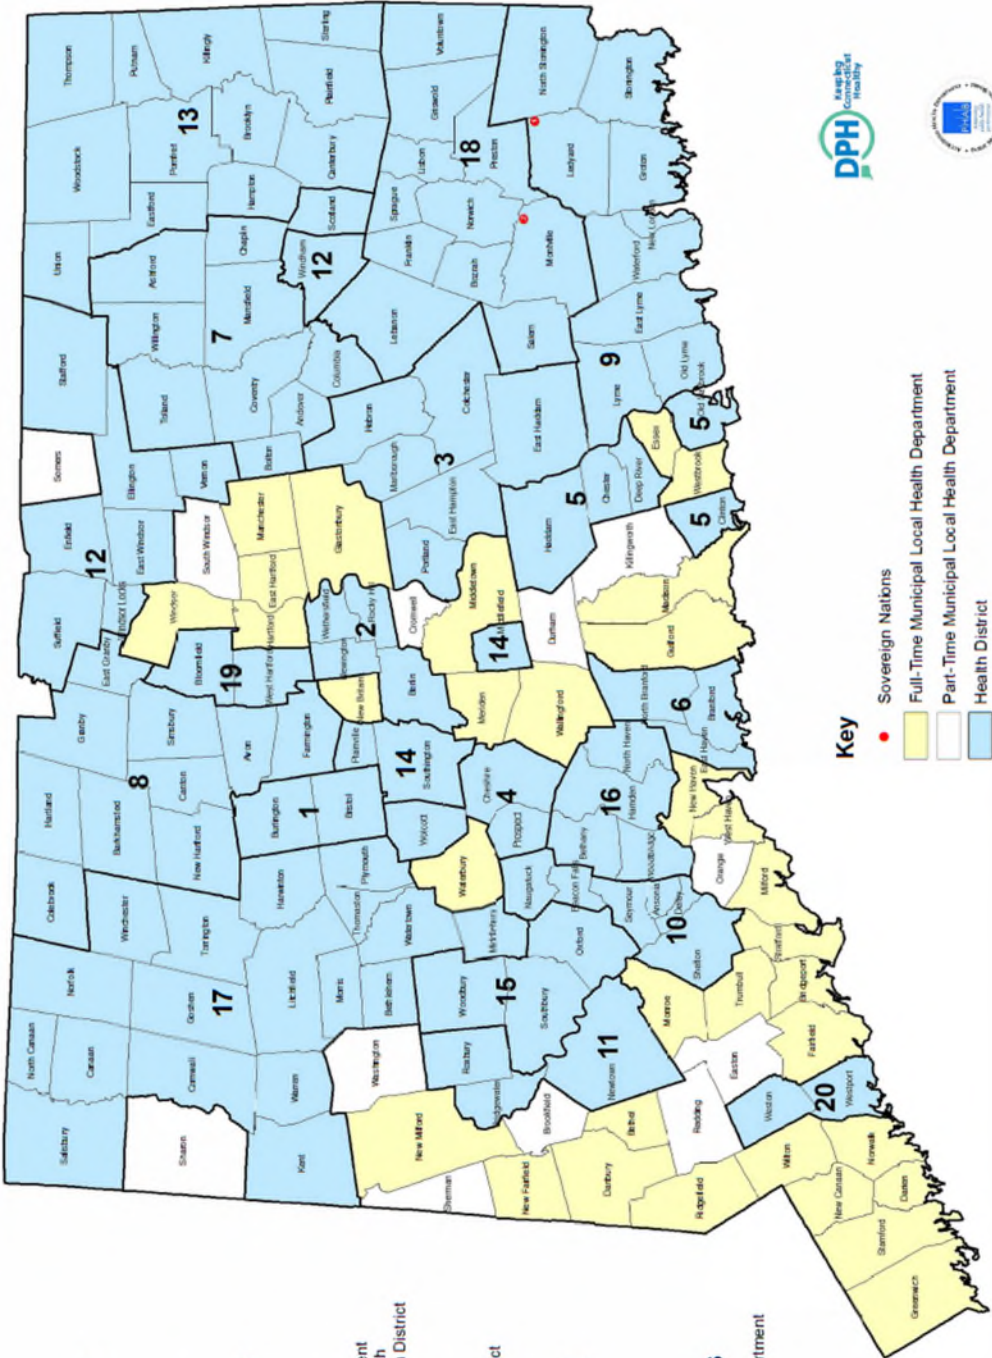 Thompson
Woodstock
Union
Stafford
Somers
Enfield
Suffield
12
Putnam
Killingly
Sterling
13
Pomfret
Brooklyn
Plainfield
Canterbury
Eastford
Hampton
Scotland
Ashford
Chaplin
Windham
12
Willington
Mansfield
7
Tolland
Coventry
Andover
Columbia
Ellington
Vernon
Bolton
East Windsor
Windsor Locks
East Granby
South Windsor
Windsor
Manchester
East Hartford
Hartford
Glastonbury
Bloomfield
19
West Hartford
Wethersfield
Newington
Rocky Hill
2
Granby
Simsbury
Avon
Farmington
Plainville
New Britain
Berlin
Hartland
8
Barkhamsted
Canton
New Hartford
Burlington
1
Bristol
14
Southington
Colebrook
Winchester
Torrington
Harwinton
Plymouth
Wolcott
Thomaston
Watertown
Waterbury
Middlebury
Norfolk
Goshen
17
Litchfield
Morris
Bethlehem
North Canaan
Canaan
Cornwall
Warren
Salisbury
Sharon
Kent
Washington
Woodbury
15
Roxbury
Southbury
Voluntown
Griswold
Lisbon
18
Preston
Sprague
Norwich
Franklin
Bozrah
Lebanon
Montville
North Stonington
Stonington
Ledyard
Groton
Waterford
New London
East Lyme
Salem
9
Lyme
Old Lyme
Hebron
Colchester
Marlborough
3
East Hampton
East Haddam
Portland
Haddam
5
Chester
Deep River
Essex
5
Old Saybrook
Westbrook
5
Clinton
Cromwell
Middletown
14
Middlefield
Durham
Killingworth
Madison
Guilford
Meriden
Wallingford
North Branford
6
Branford
East Haven
Cheshire
4
Prospect
Naugatuck
16
North Haven
Hamden
Bethany
Woodbridge
New Haven
West Haven
Orange
Milford
Beacon Falls
Seymour
Ansonia
Derby
10
Shelton
Oxford
Stratford
Monroe
Trumbull
Bridgeport
Fairfield
11
Newtown
Bridgewater
Brookfield
Easton
Redding
Bethel
Weston
20
Westport
New Milford
Sherman
New Fairfield
Danbury
Ridgefield
Wilton
Norwalk
New Canaan
Darien
Stamford
Greenwich
Key
Sovereign Nations
Full-Time Municipal Local Health Department
Part-Time Municipal Local Health Department
Health District
DPH
Keeping
Connecticut
Healthy
PHAB
District